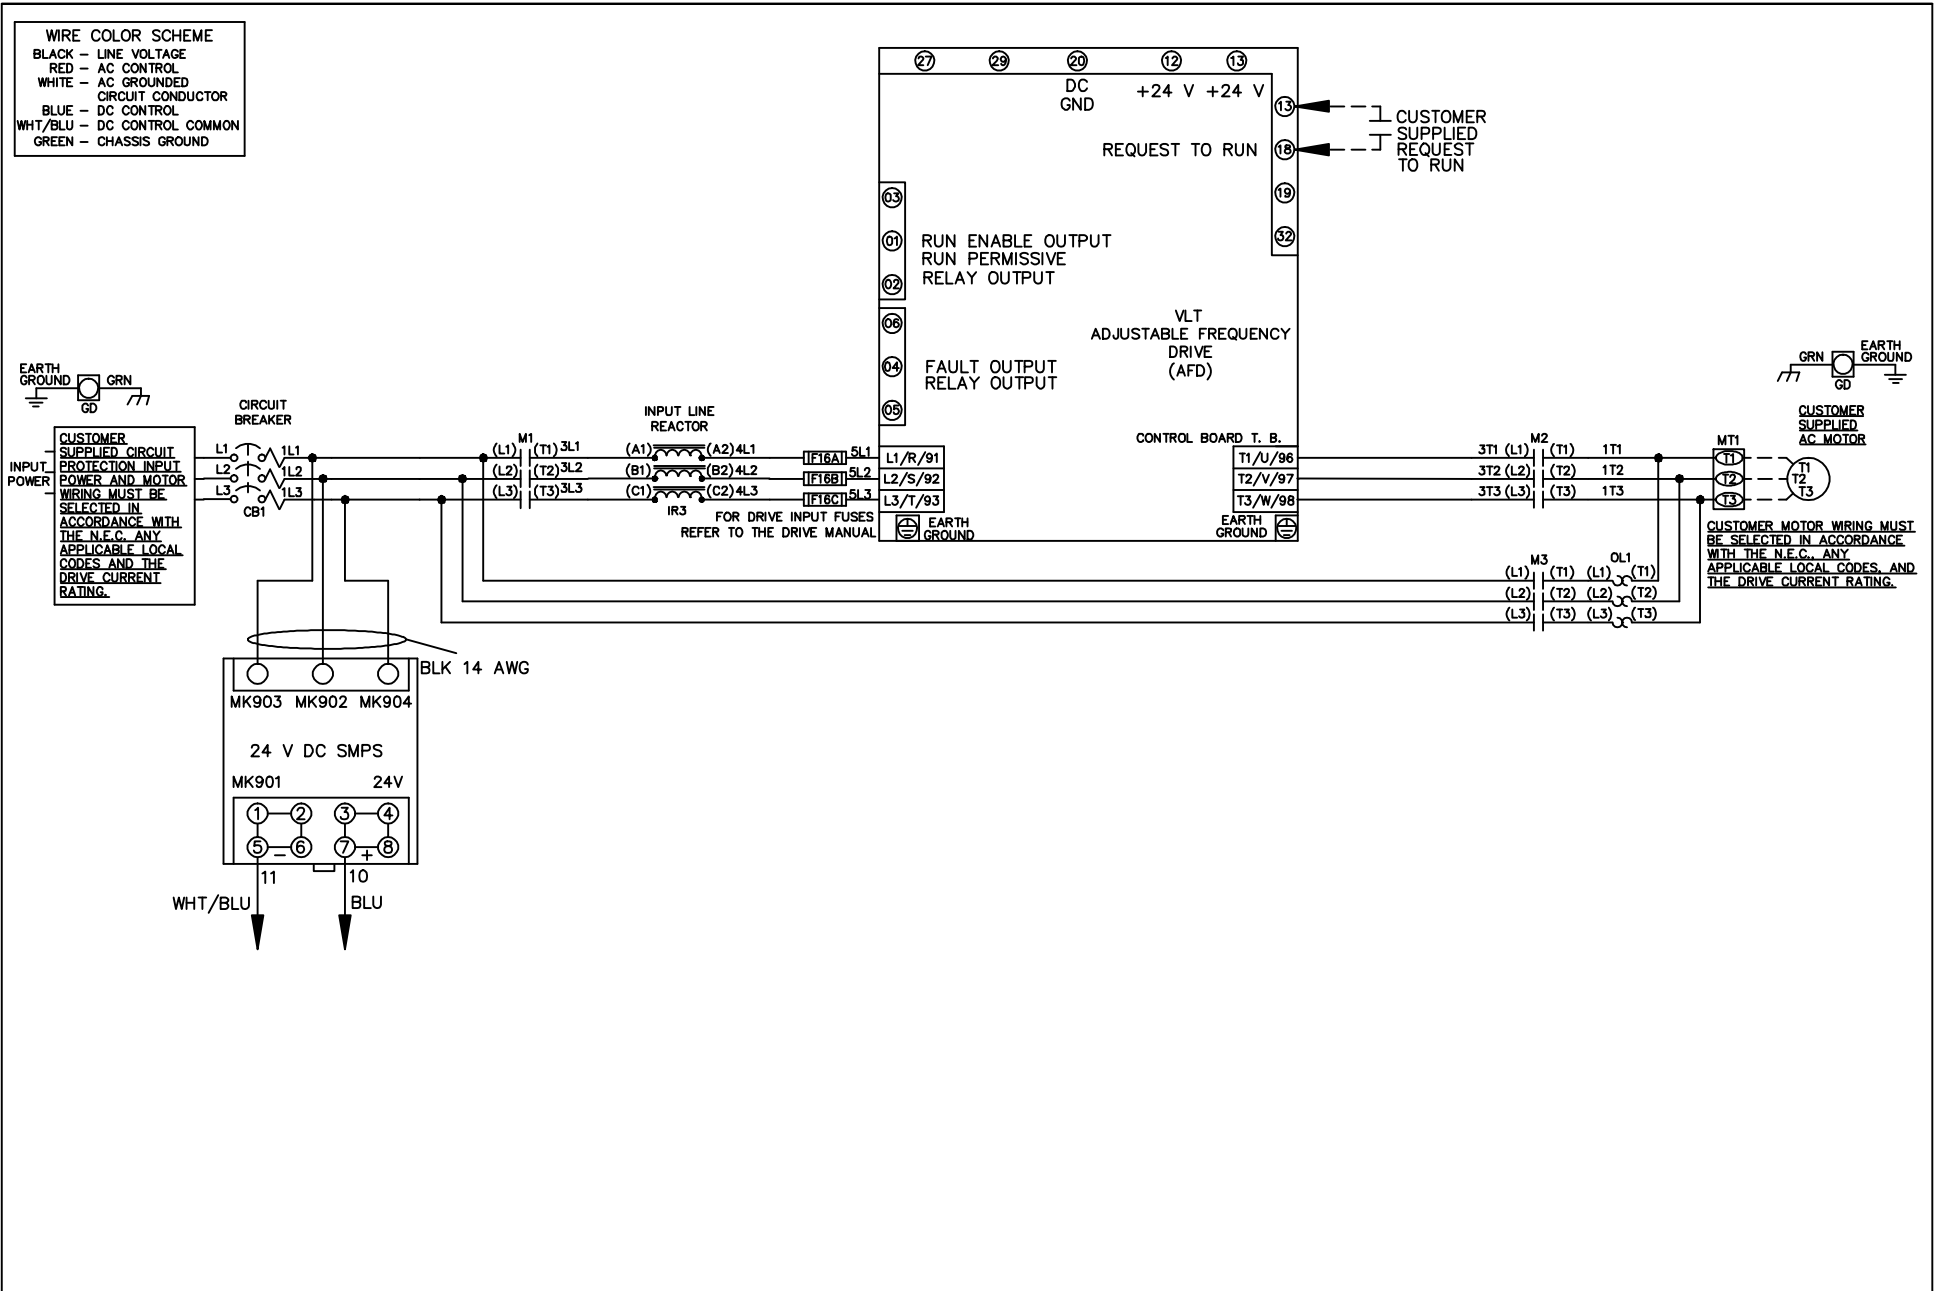 WIRE COLOR SCHEME
BLACK – LINE VOLTAGE
RED – AC CONTROL
WHITE – AC GROUNDED
CIRCUIT CONDUCTOR
BLUE – DC CONTROL
WHT/BLU – DC CONTROL COMMON
GREEN – CHASSIS GROUND
27 29 20 12 13
DC
GND
+24 V +24 V
13
REQUEST TO RUN 18
19
32
CUSTOMER
SUPPLIED
REQUEST
TO RUN
03
01
02
RUN ENABLE OUTPUT
RUN PERMISSIVE
RELAY OUTPUT
06
04
05
FAULT OUTPUT
RELAY OUTPUT
VLT
ADJUSTABLE FREQUENCY
DRIVE
(AFD)
EARTH
GROUND
GRN
GD
INPUT
POWER
CUSTOMER
SUPPLIED CIRCUIT
PROTECTION INPUT
POWER AND MOTOR
WIRING MUST BE
SELECTED IN
ACCORDANCE WITH
THE N.E.C. ANY
APPLICABLE LOCAL
CODES AND THE
DRIVE CURRENT
RATING.
CIRCUIT
BREAKER
L1 1L1
L2 1L2
L3 1L3
CB1
M1
(L1) (T1) 3L1
(L2) (T2) 3L2
(L3) (T3) 3L3
INPUT LINE
REACTOR
(A1) (A2) 4L1
(B1) (B2) 4L2
(C1) (C2) 4L3
IR3
F16A 5L1
F16B 5L2
F16C 5L3
FOR DRIVE INPUT FUSES
REFER TO THE DRIVE MANUAL
L1/R/91
L2/S/92
L3/T/93
EARTH
GROUND
CONTROL BOARD T. B.
T1/U/96
T2/V/97
T3/W/98
EARTH
GROUND
M2
3T1 (L1) (T1) 1T1
3T2 (L2) (T2) 1T2
3T3 (L3) (T3) 1T3
MT1
T1
T2
T3
GRN
EARTH
GROUND
GD
CUSTOMER
SUPPLIED
AC MOTOR
T1
T2
T3
CUSTOMER MOTOR WIRING MUST
BE SELECTED IN ACCORDANCE
WITH THE N.E.C., ANY
APPLICABLE LOCAL CODES, AND
THE DRIVE CURRENT RATING.
M3 OL1
(L1) (T1) (L1) (T1)
(L2) (T2) (L2) (T2)
(L3) (T3) (L3) (T3)
BLK 14 AWG
MK903 MK902 MK904
24 V DC SMPS
MK901 24V
1 2 3 4
5 – 6 7 + 8
11 10
WHT/BLU BLU